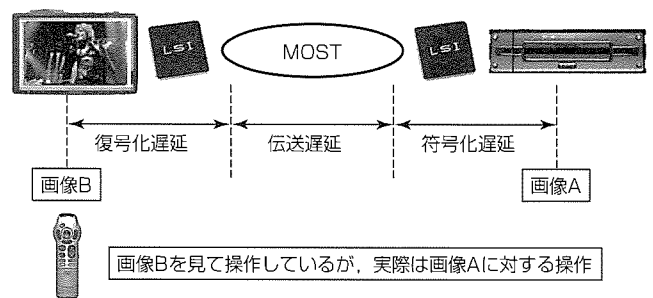 LSI
MOST
LSI
復号化遅延
伝送遅延
符号化遅延
画像B
画像A
画像Bを見て操作しているが，実際は画像Aに対する操作